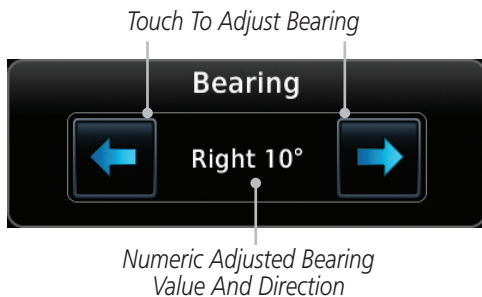 Touch To Adjust Bearing
Bearing
Right 10°
Numeric Adjusted Bearing
Value And Direction